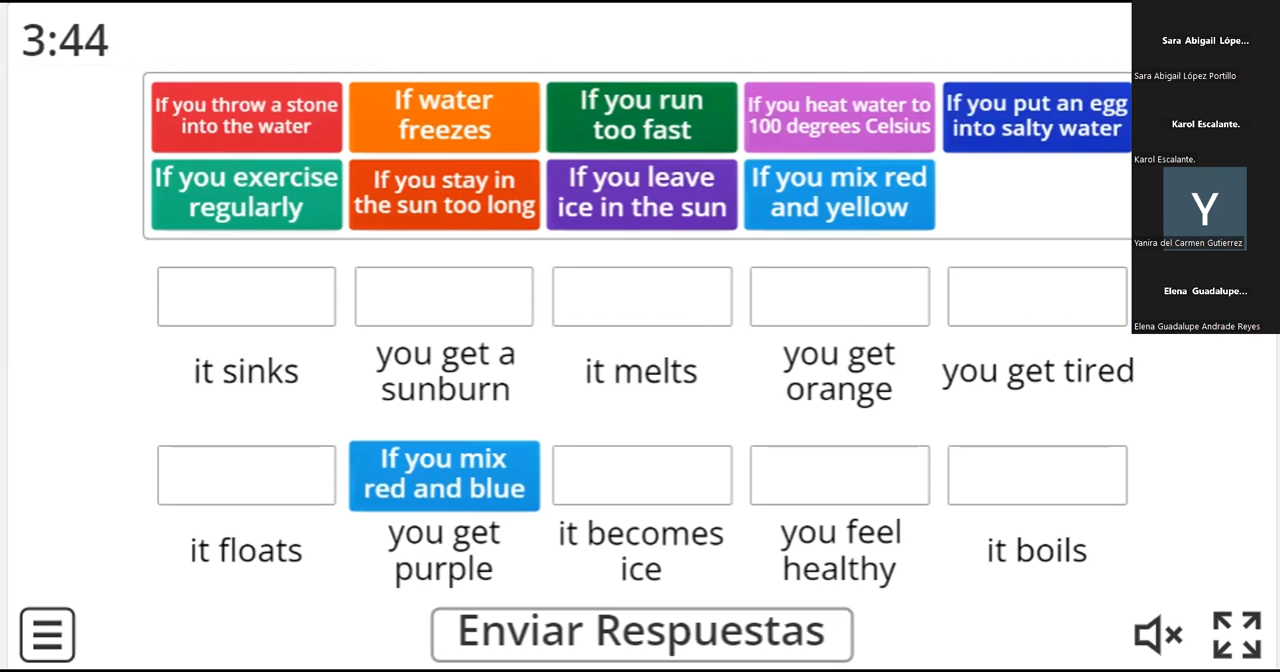 3:44
If you throw a stone
into the water
If water
freezes
If you run
too fast
If you heat water to
100 degrees Celsius
If you put an egg
into salty water
If you exercise
regularly
If you stay in
the sun too long
If you leave
ice in the sun
If you mix red
and yellow
it sinks
you get a
sunburn
it melts
you get
orange
you get tired
it floats
If you mix
red and blue
you get
purple
it becomes
ice
you feel
healthy
it boils
Enviar Respuestas
Sara Abigail Lópe...
Sara Abigail López Portillo
Karol Escalante.
Karol Escalante.
Y
Yanira del Carmen Gutierrez
Elena Guadalupe...
Elena Guadalupe Andrade Reyes